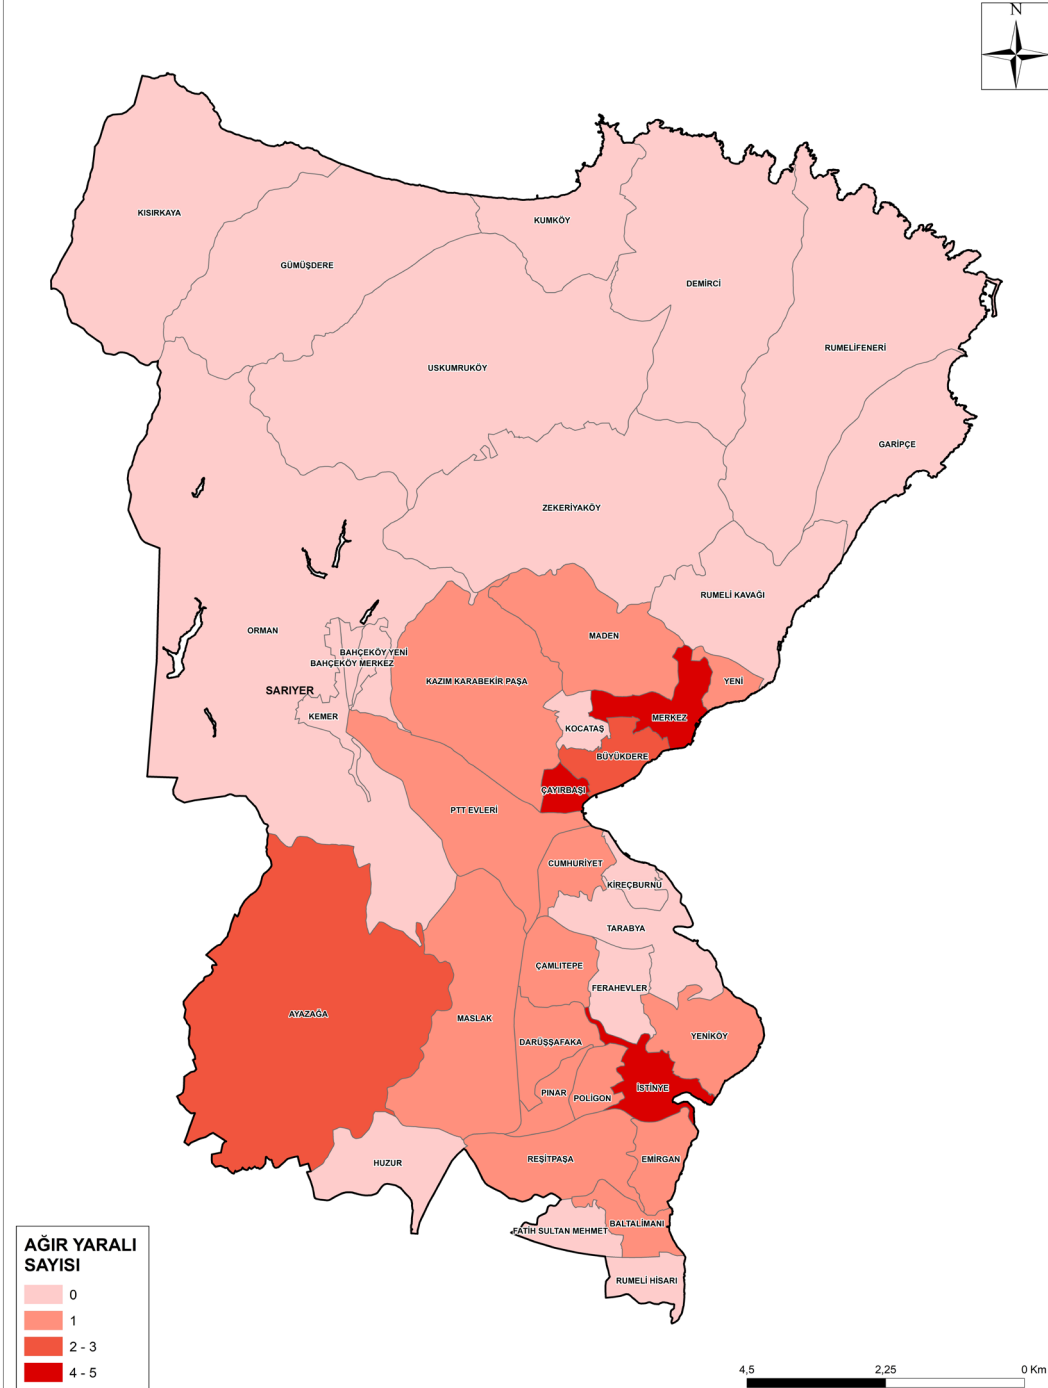 N
KISIRKAYA
KUMKÖY
GÜMÜŞDERE
DEMİRCİ
RUMELİFENERİ
USKUMRUKÖY
GARİPÇE
ZEKERİYAKÖY
RUMELİ KAVAĞI
ORMAN
MADEN
BAHÇEKÖY YENİ
BAHÇEKÖY MERKEZ
KAZIM KARABEKİR PAŞA
YENİ
SARIYER
KEMER
MERKEZ
KOCATAŞ
BÜYÜKDERE
ÇAYIRBAŞI
PTT EVLERİ
CUMHURİYET
KİREÇBURNU
TARABYA
ÇAMLITEPE
FERAHEVLER
AYAZAĞA
MASLAK
YENİKÖY
DARÜŞŞAFAKA
İSTİNYE
PINAR
POLİGON
HUZUR
REŞİTPAŞA
EMİRGAN
BALTALİMANI
FATİH SULTAN MEHMET
RUMELİ HİSARI
AĞIR YARALI
SAYISI
0
1
2 - 3
4 - 5
4,5 2,25 0 Km